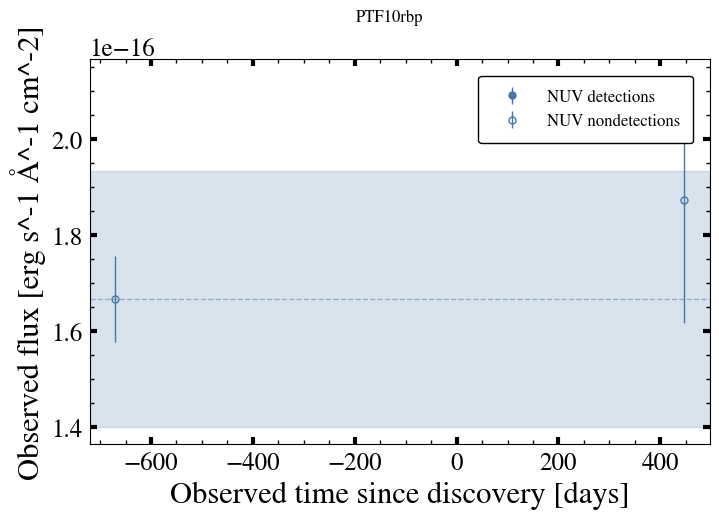 PTF10rbp
1e−16
NUV detections
NUV nondetections
Observed flux [erg s^-1 Å^-1 cm^-2]
2.0
1.8
1.6
1.4
−600 −400 −200 0 200 400
Observed time since discovery [days]